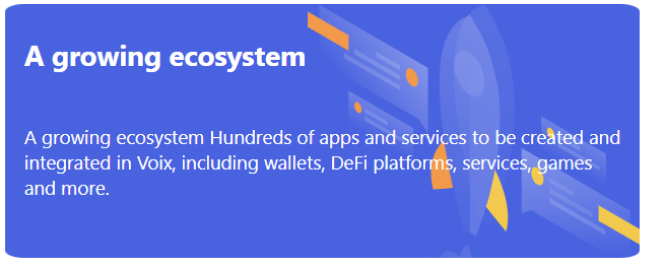 A growing ecosystem
A growing ecosystem Hundreds of apps and services to be created and
integrated in Voix, including wallets, DeFi platforms, services, games
and more.